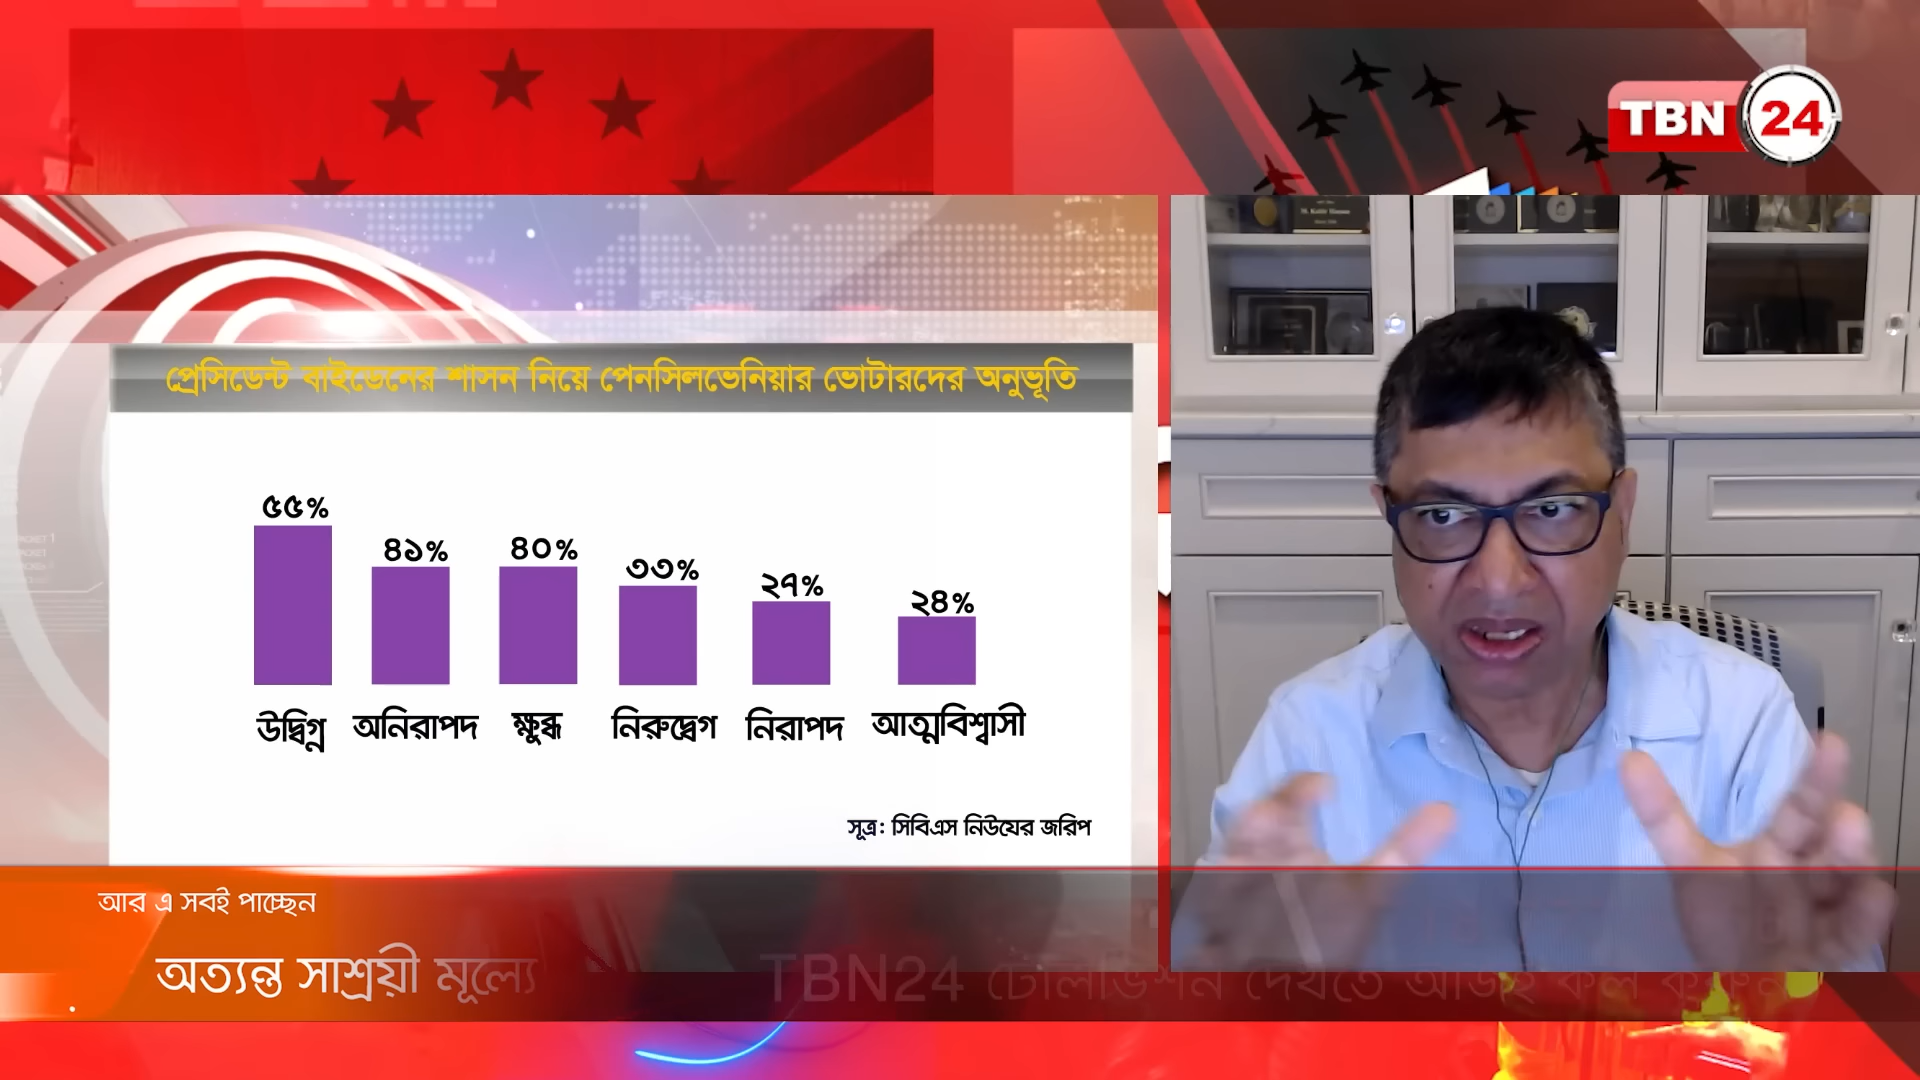 TBN 24
প্রেসিডেন্ট বাইডেনের শাসন নিয়ে পেনসিলভেনিয়ার ভোটারদের অনুভূতি
৫৫%
৪১%
৪০%
৩৩%
২৭%
২৪%
উদ্বিগ্ন
অনিরাপদ
ক্ষুব্ধ
নিরুদ্বেগ
নিরাপদ
আত্মবিশ্বাসী
সূত্র: সিবিএস নিউযের জরিপ
আর এ সবই পাচ্ছেন
অত্যন্ত সাশ্রয়ী মূল্যে
TBN24 টেলিভিশন দেখতে আজই কল করুন